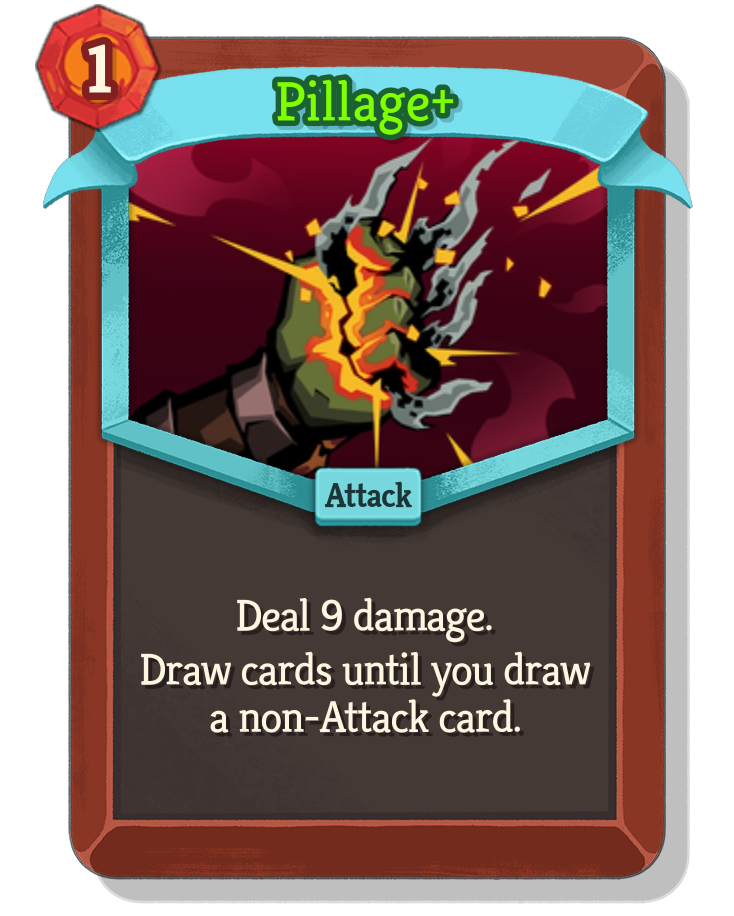 1
Pillage+
Attack
Deal 9 damage.
Draw cards until you draw
a non-Attack card.